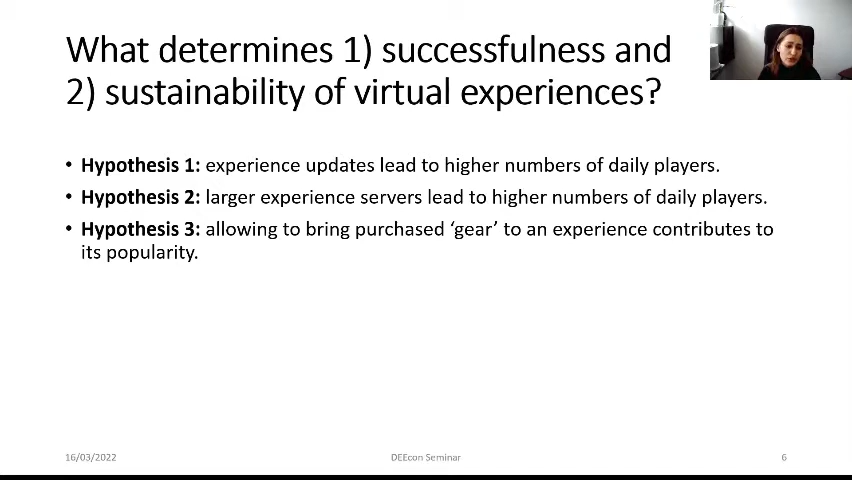 What determines 1) successfulness and
2) sustainability of virtual experiences?
• Hypothesis 1: experience updates lead to higher numbers of daily players.
• Hypothesis 2: larger experience servers lead to higher numbers of daily players.
• Hypothesis 3: allowing to bring purchased ‘gear’ to an experience contributes to
its popularity.
16/03/2022 DEEcon Seminar 6